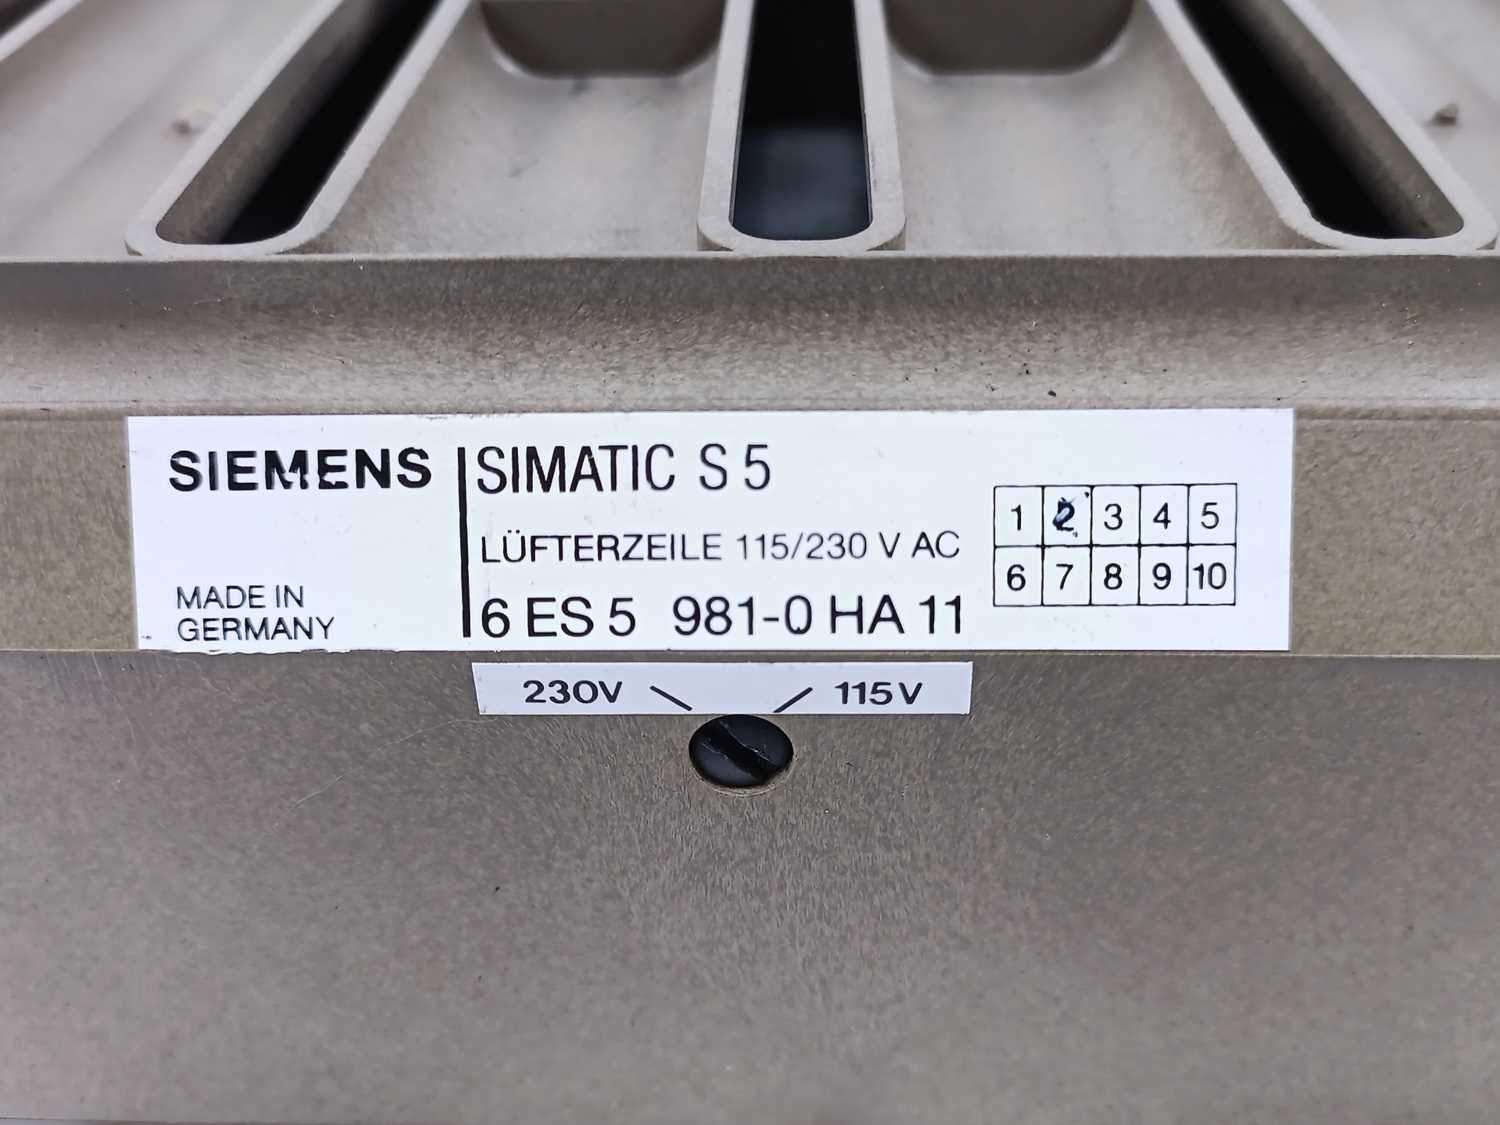 SIEMENS
MADE IN
GERMANY
SIMATIC S5
LÜFTERZEILE 115/230 V AC
6 ES 5 981-0 HA 11
1 2 3 4 5
6 7 8 9 10
230V 115V